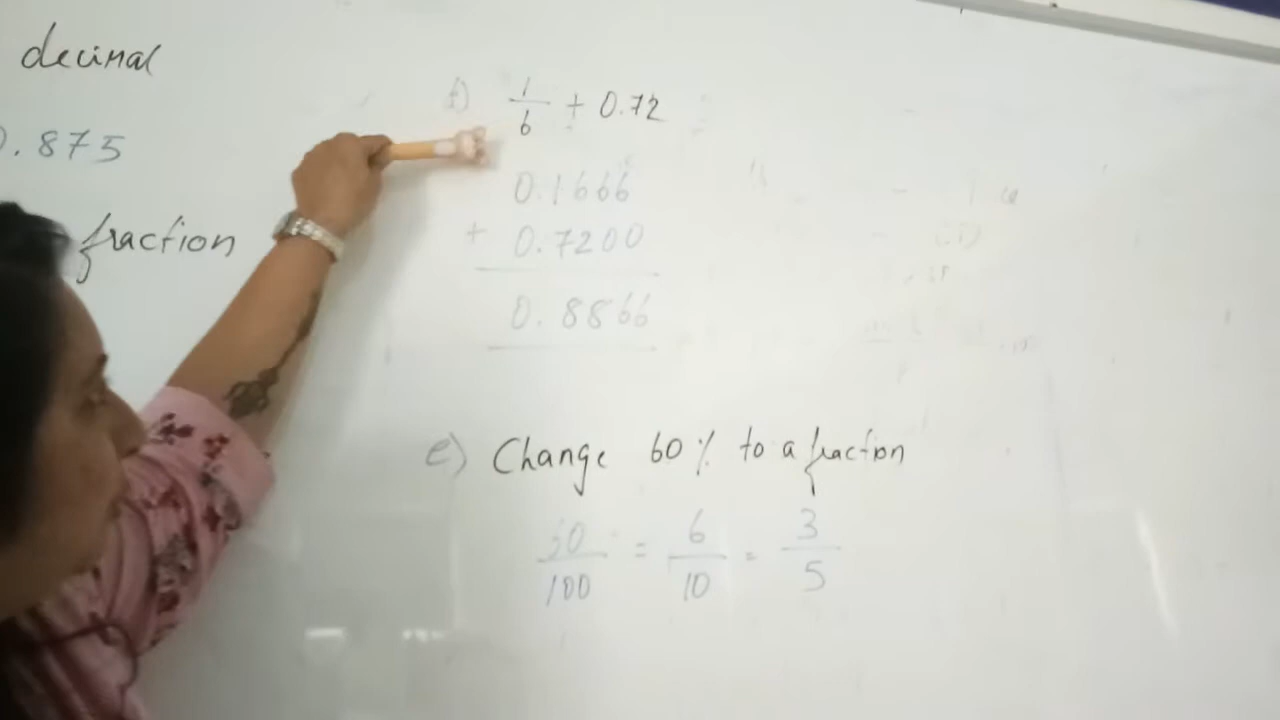 decimal
0.875
fraction
f) 1/6 + 0.72
0.1666
+ 0.7200
0.8866
e) Change 60% to a fraction
60/100 = 6/10 = 3/5